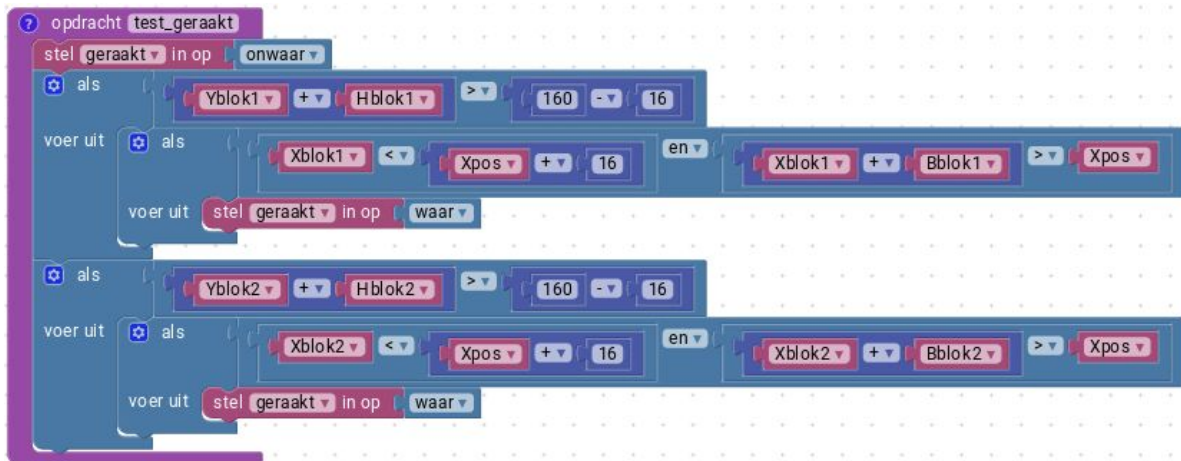 ? opdracht test_geraakt
stel geraakt in op onwaar
als Yblok1 + Hblok1 > 160 - 16
voer uit als Xblok1 < Xpos + 16 en Xblok1 + Bblok1 > Xpos
voer uit stel geraakt in op waar
als Yblok2 + Hblok2 > 160 - 16
voer uit als Xblok2 < Xpos + 16 en Xblok2 + Bblok2 > Xpos
voer uit stel geraakt in op waar